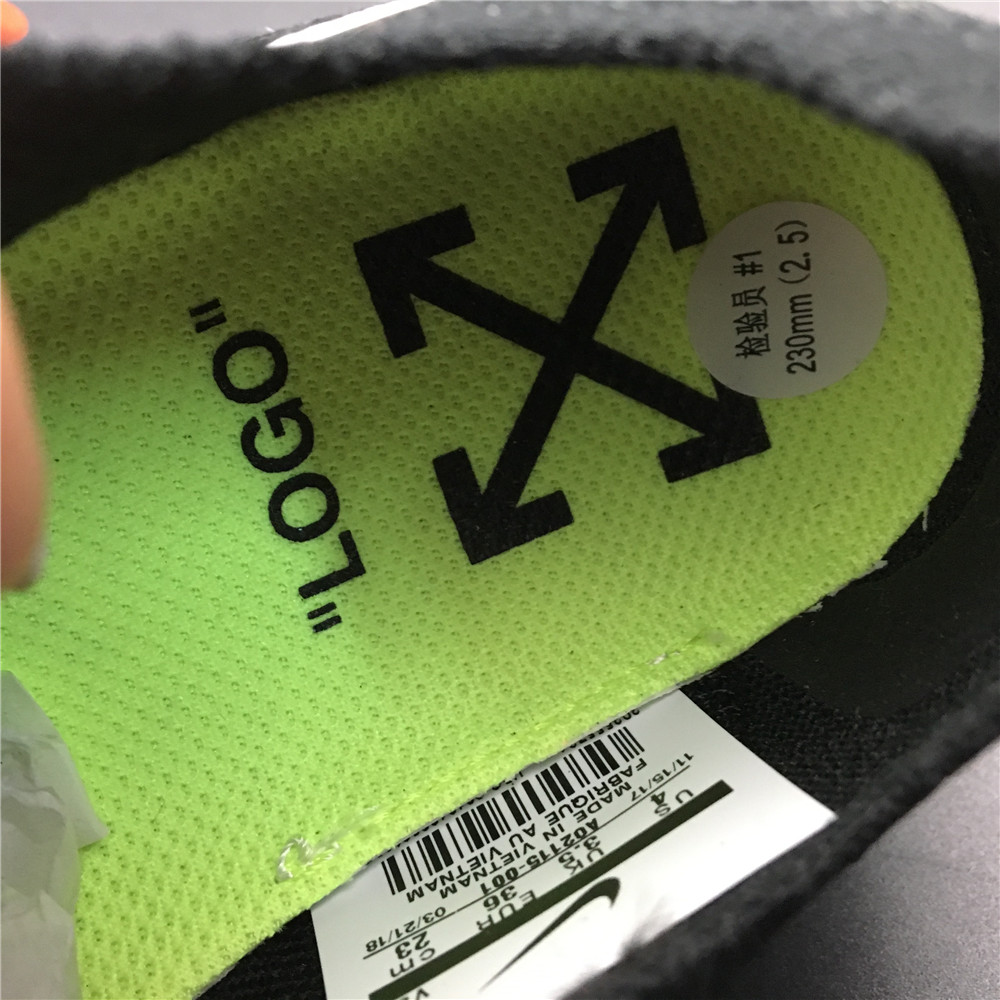 "LOGO"
检验员 #1
230mm (2.5)
US UK EUR cm
4 3.5 36 23
11/15/17 AO2115-001 03/21/18
MADE IN VIETNAM
FABRIQUE AU VIETNAM